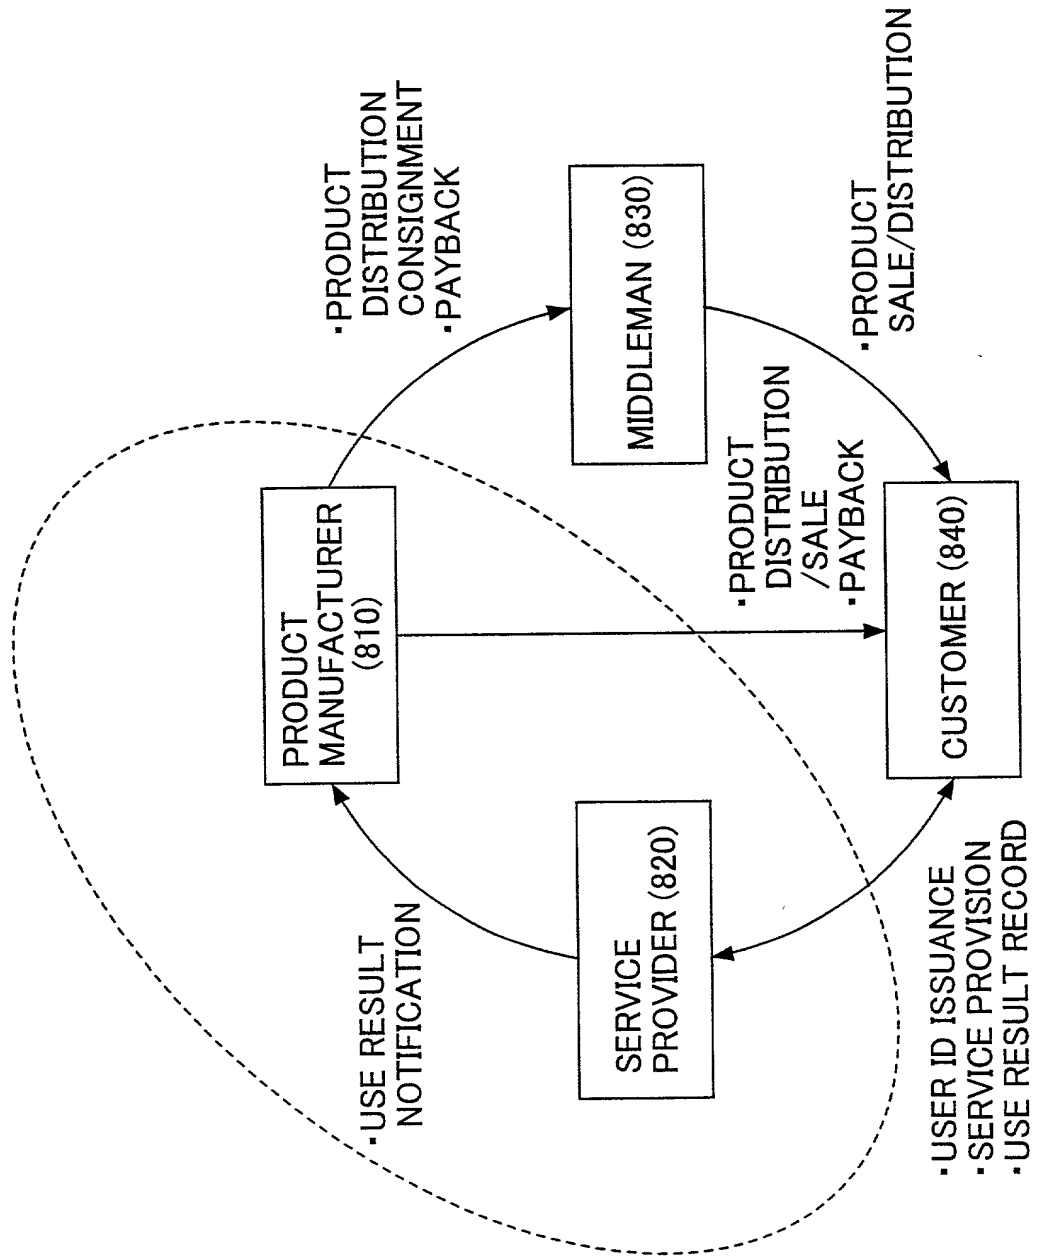 ・USE RESULT
NOTIFICATION
PRODUCT
MANUFACTURER
(810)
・PRODUCT
DISTRIBUTION
CONSIGNMENT
・PAYBACK
SERVICE
PROVIDER (820)
MIDDLEMAN (830)
・PRODUCT
DISTRIBUTION
/SALE
・PAYBACK
・PRODUCT
SALE/DISTRIBUTION
・USER ID ISSUANCE
・SERVICE PROVISION
・USE RESULT RECORD
CUSTOMER (840)